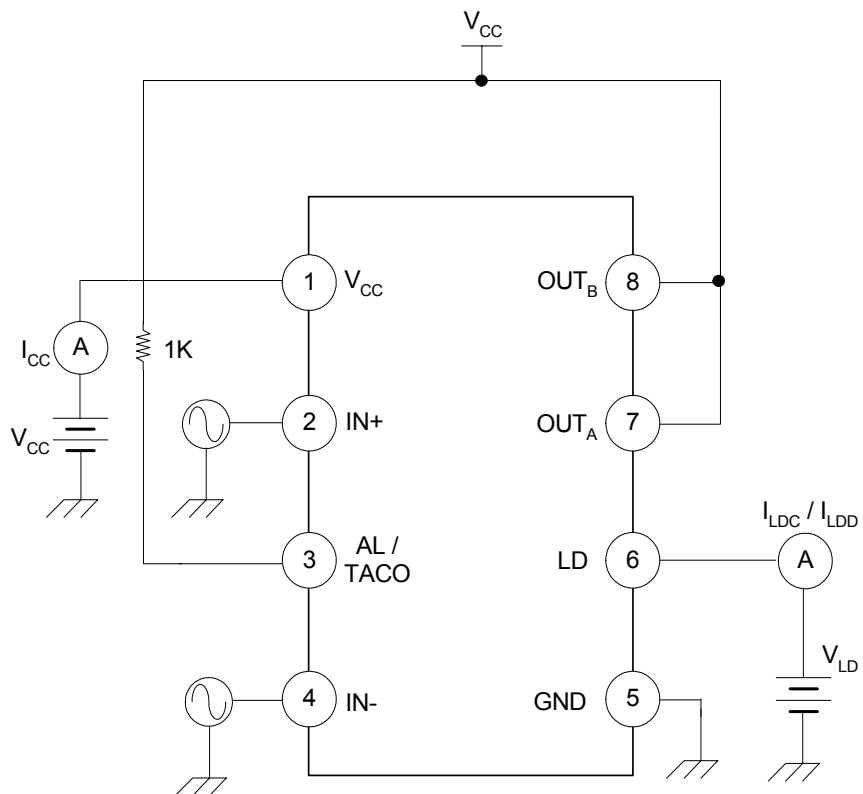 VCC
1 VCC
OUTB 8
ICC A
1K
2 IN+
OUTA 7
VCC
ILDC / ILDD
3 AL /
TACO
LD 6
A
VLD
4 IN-
GND 5